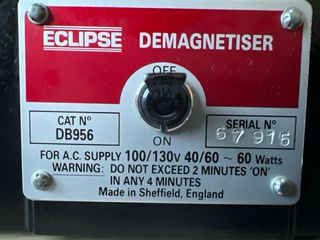 ECLIPSE DEMAGNETISER
OFF
CAT Nº
DB956
SERIAL Nº
67916
ON
FOR A.C. SUPPLY 100/130V 40/60 ~ 60 Watts
WARNING: DO NOT EXCEED 2 MINUTES 'ON'
IN ANY 4 MINUTES
Made in Sheffield, England